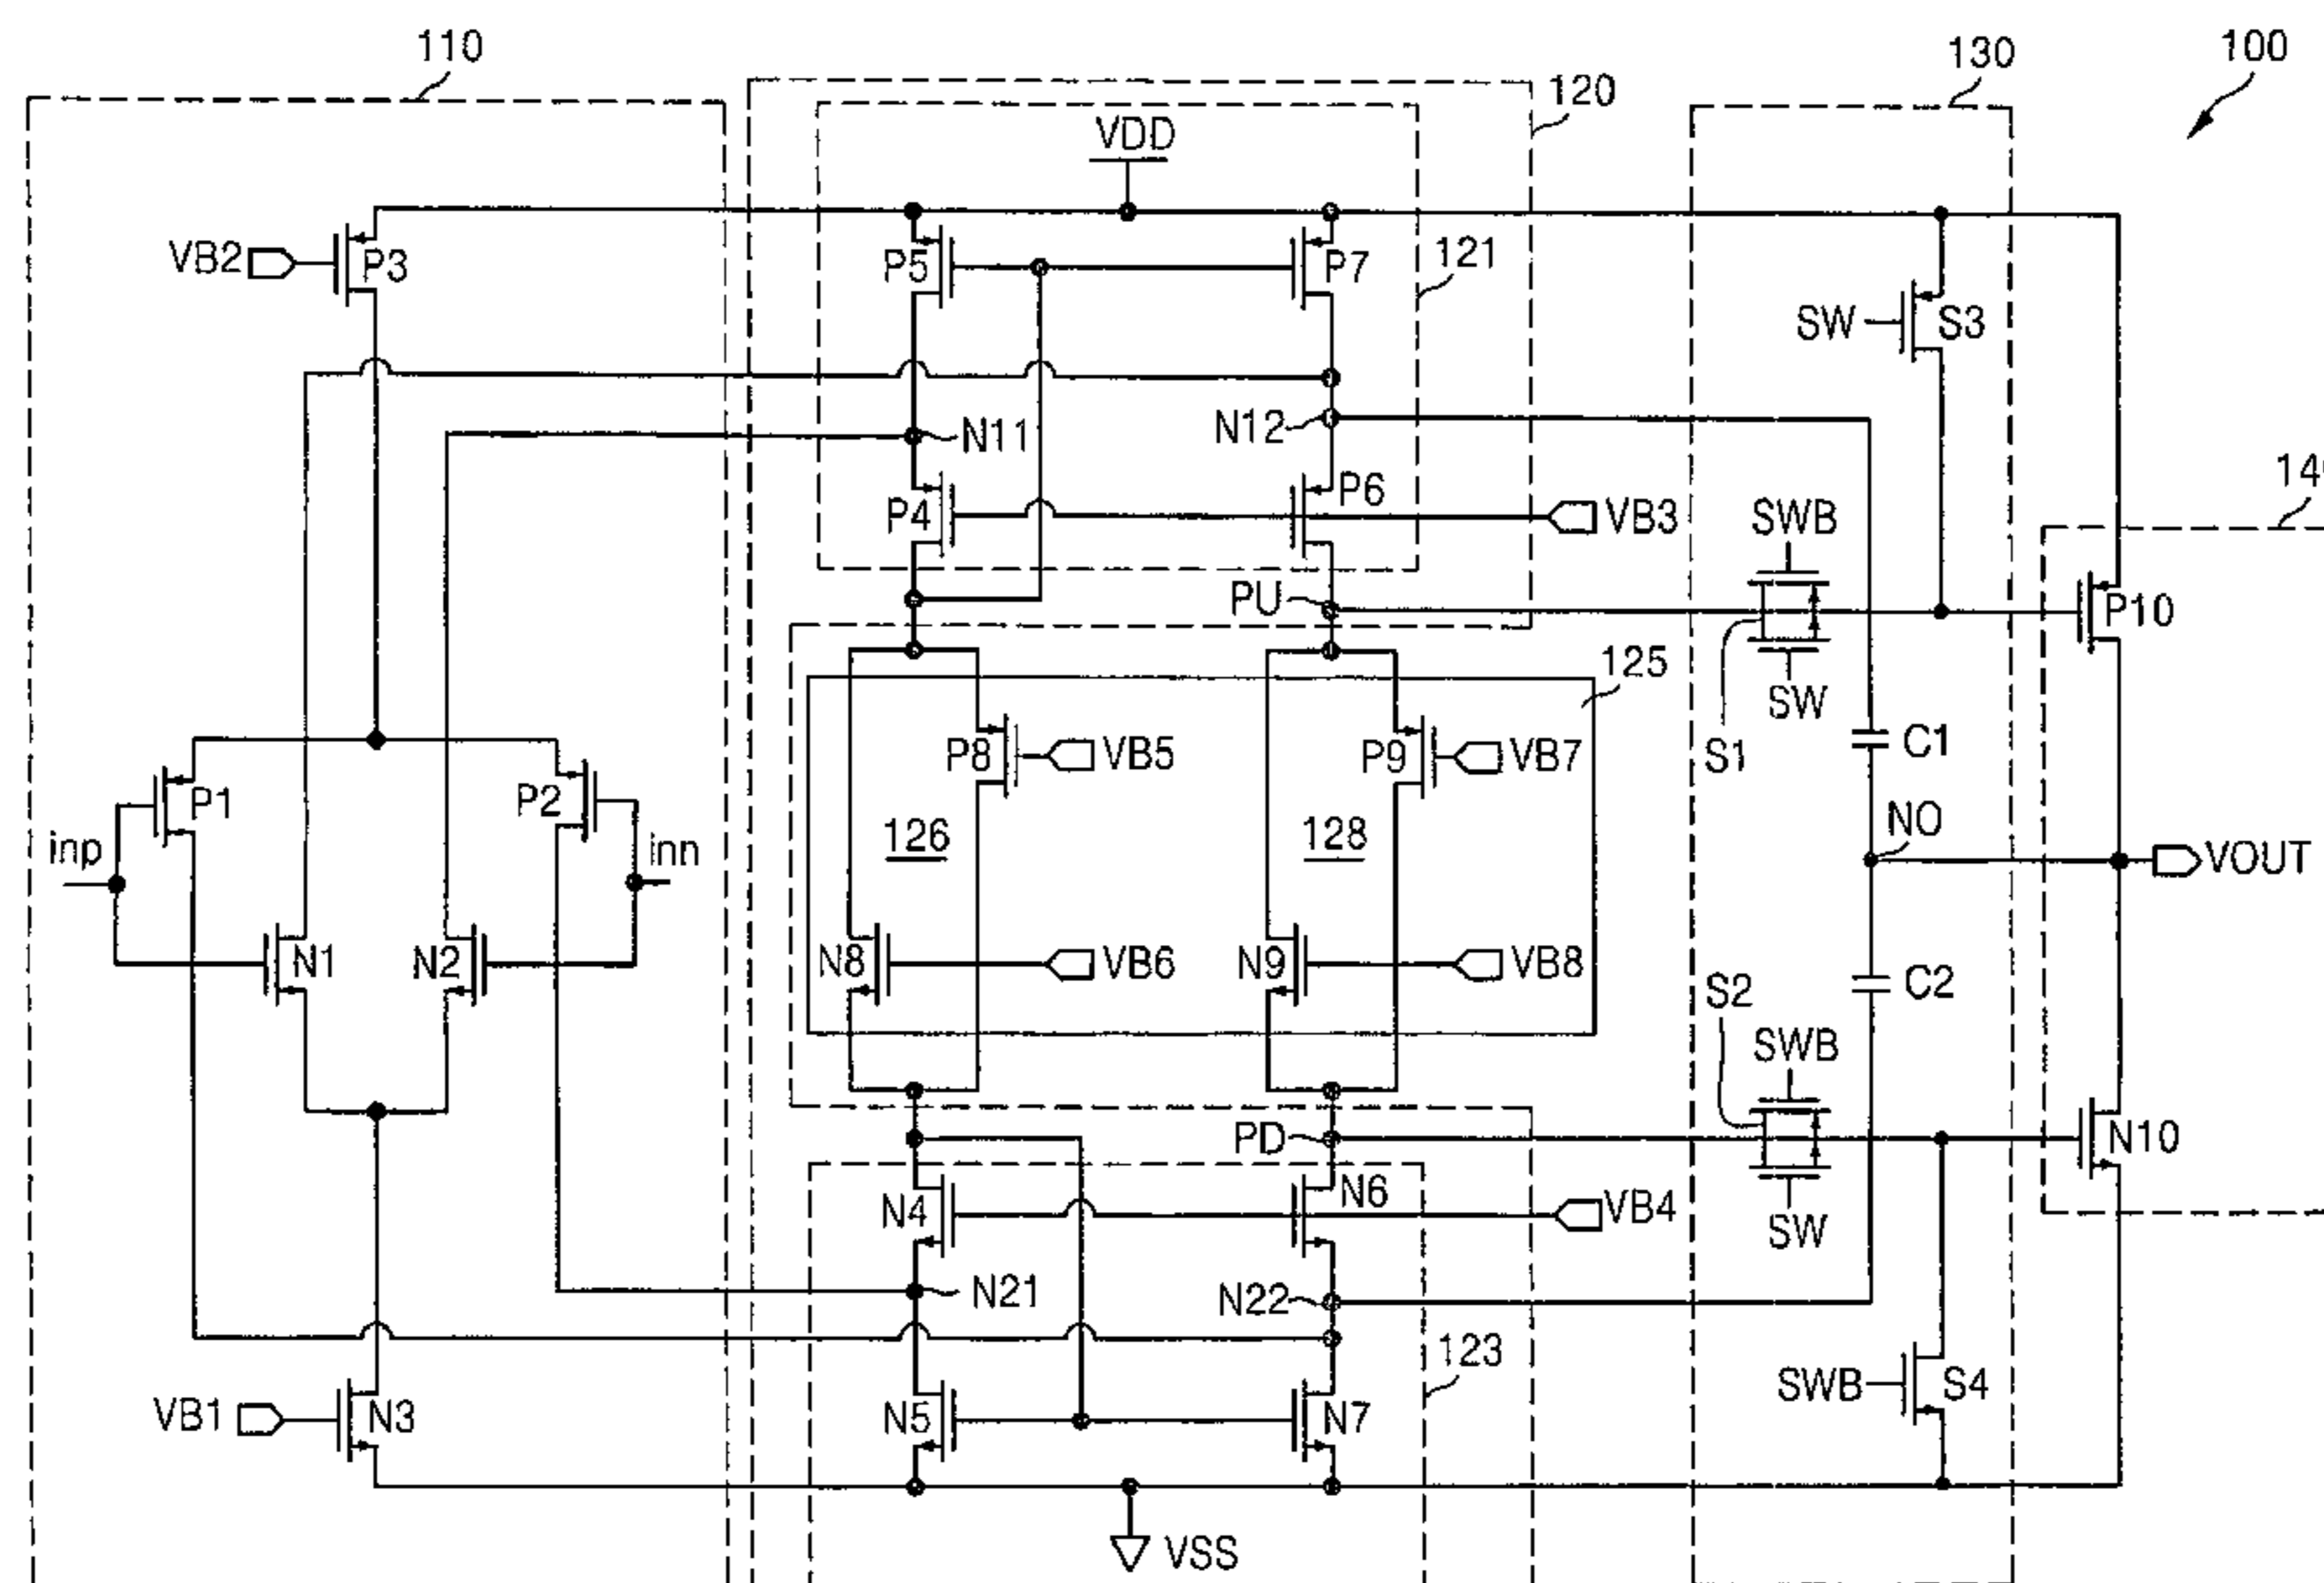 110
120
130
100
VDD
VB2
P3
P5
P7
121
SW
S3
N11
N12
P4
P6
VB3
SWB
PU
P10
125
SW
S1
C1
P8
VB5
P9
VB7
P1
P2
NO
126
128
inp
inn
VOUT
N1
N2
N8
VB6
N9
VB8
S2
C2
SWB
PD
N10
N4
N6
VB4
SW
N21
N22
123
SWB
S4
VB1
N3
N5
N7
VSS